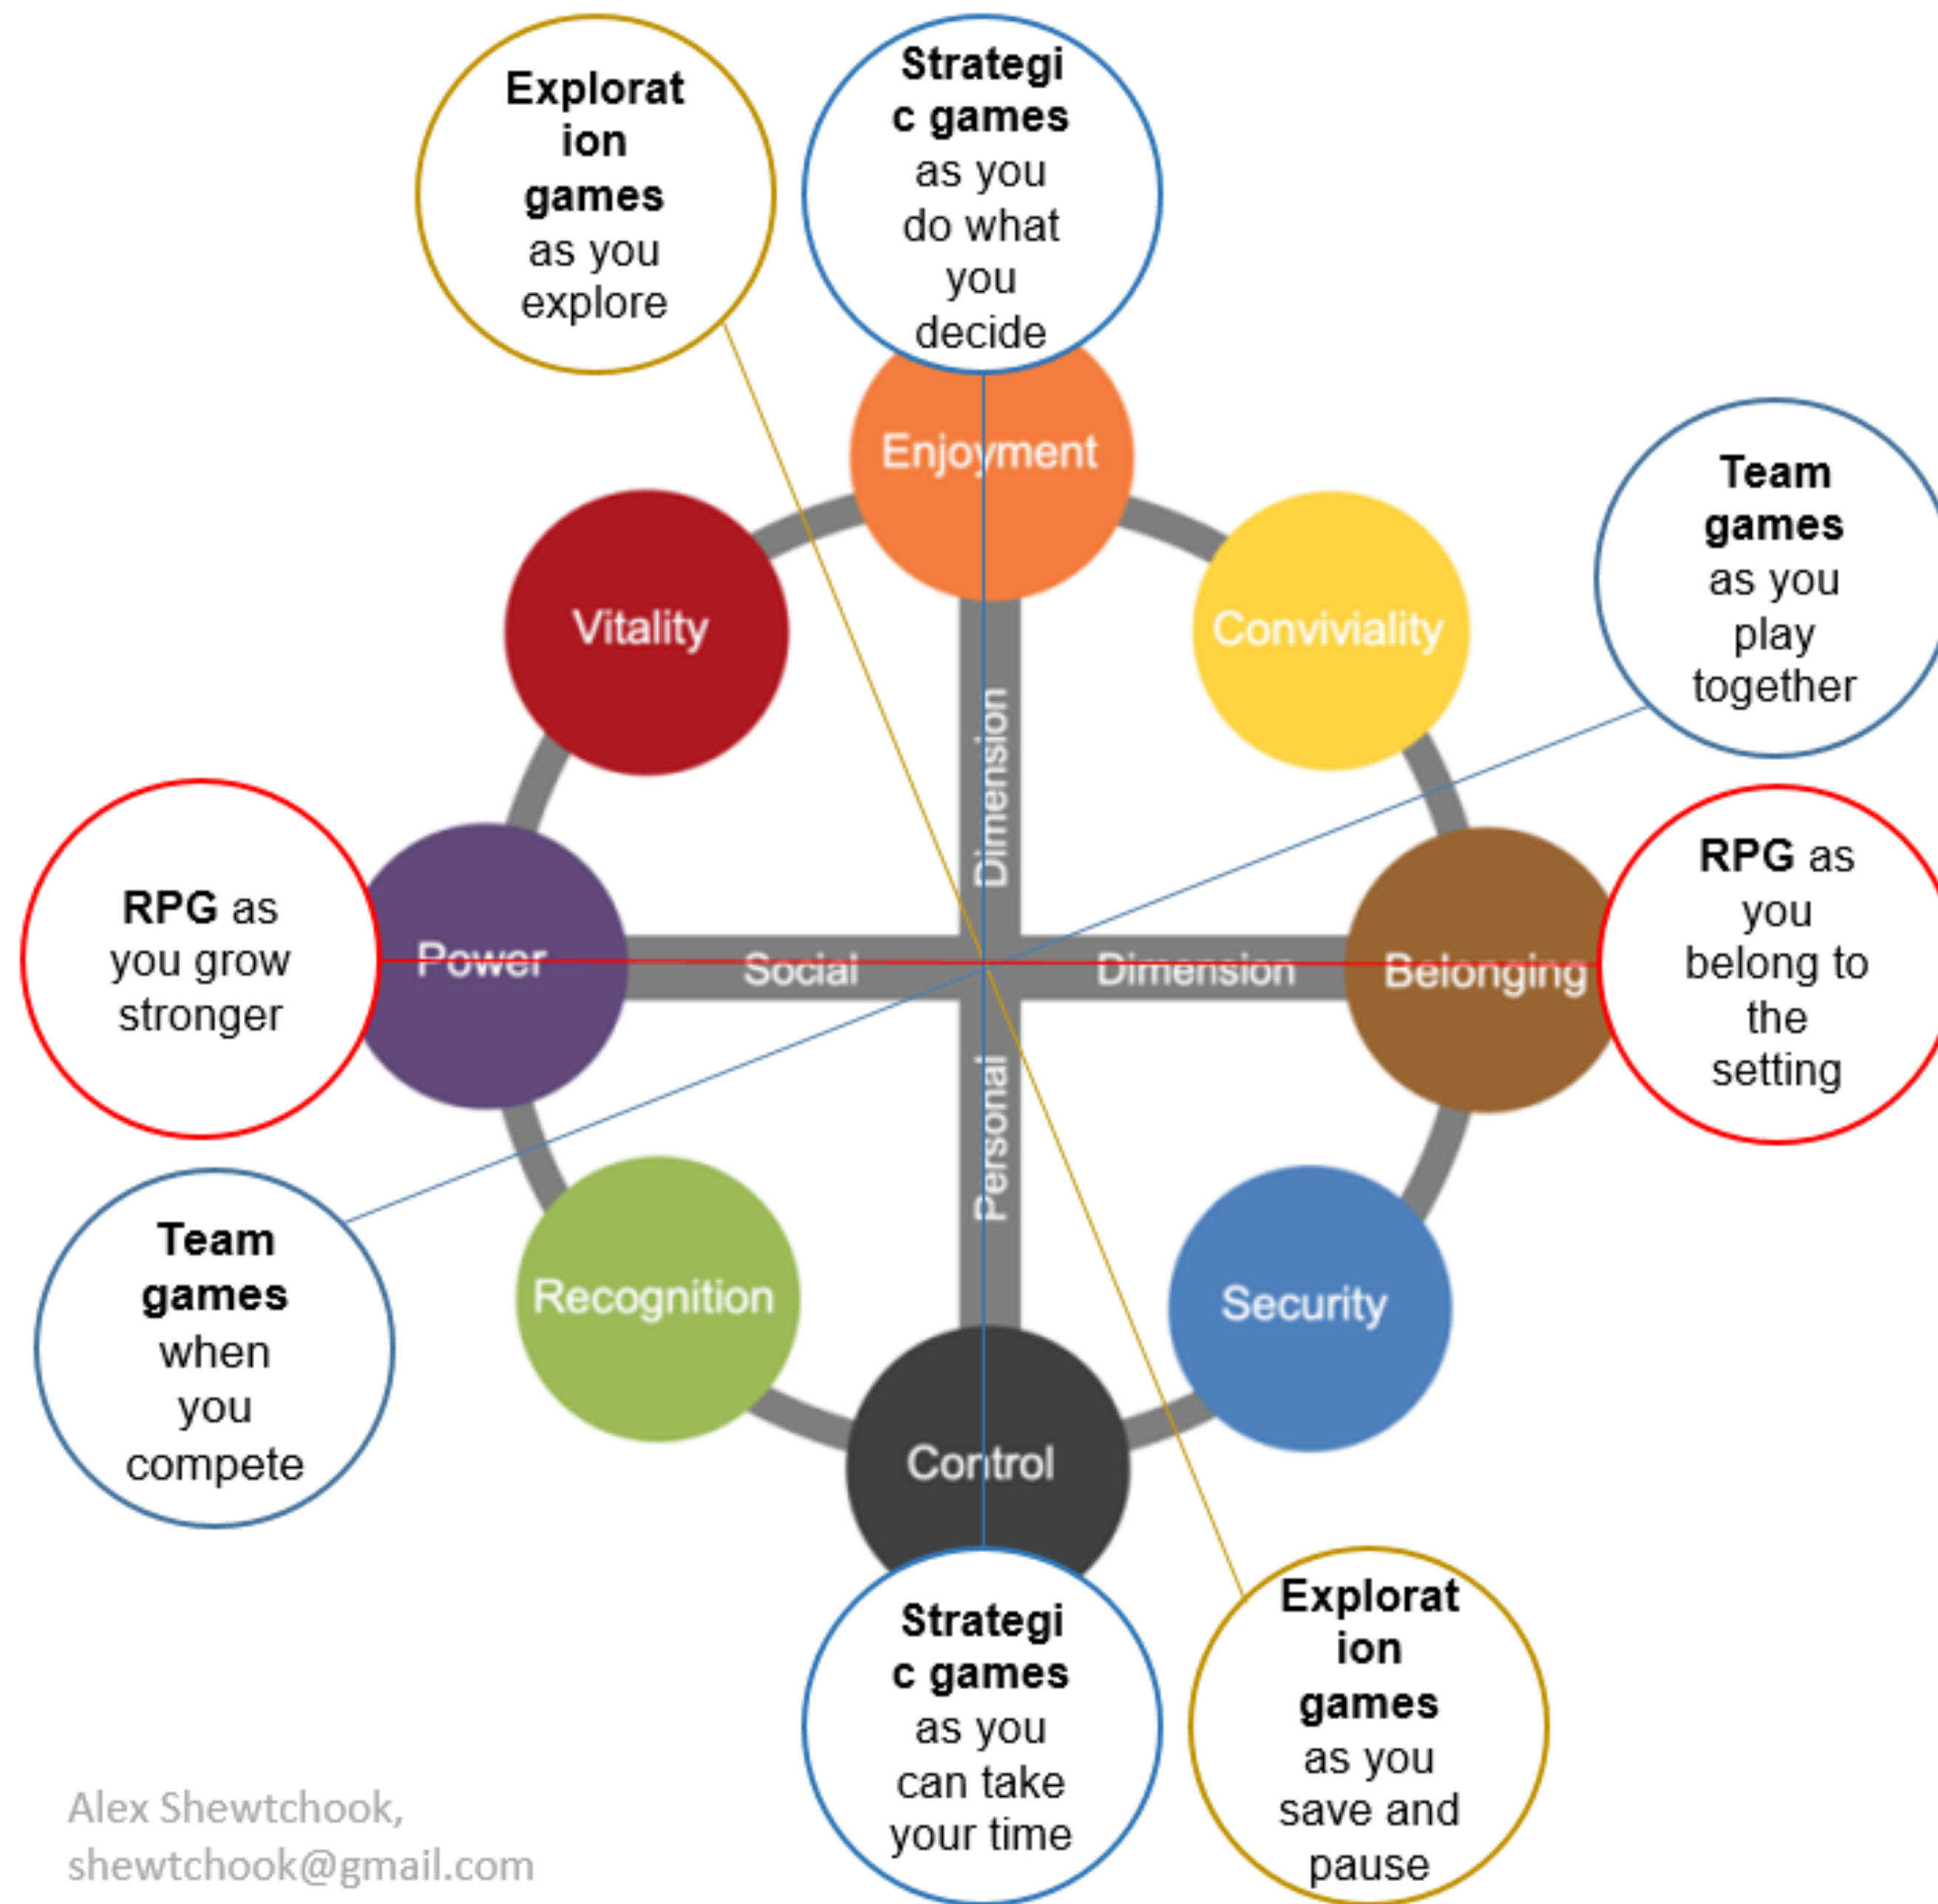 Explorat
ion
games
as you
explore
Strategi
c games
as you
do what
you
decide
Enjoyment
Vitality
Conviviality
Team
games
as you
play
together
Dimension
RPG as
you grow
stronger
Power
Social
Dimension
Belonging
RPG as
you
belong to
the
setting
Personal
Team
games
when
you
compete
Recognition
Security
Control
Strategi
c games
as you
can take
your time
Explorat
ion
games
as you
save and
pause
Alex Shewtchook,
shewtchook@gmail.com